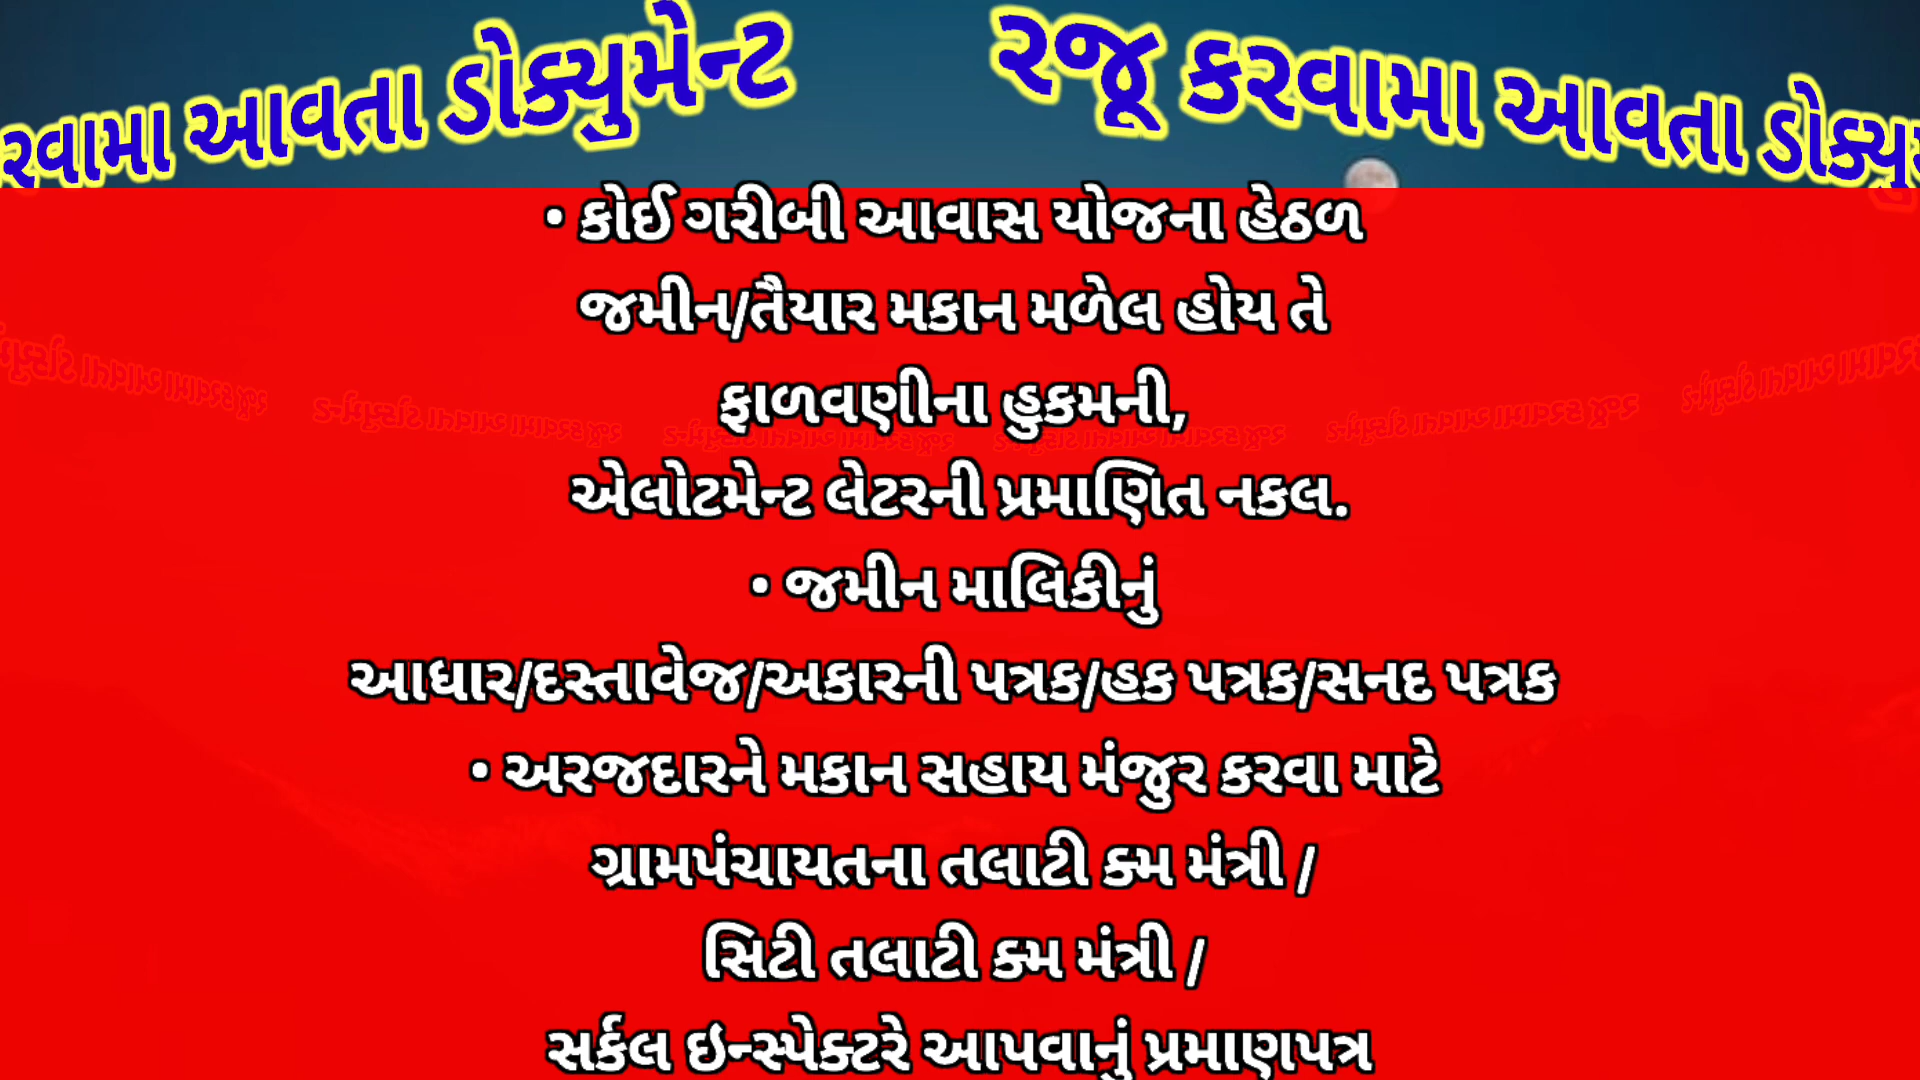 રવામા આવતા ડોક્યુમેન્ટ
રજૂ કરવામા આવતા ડોક્યુ
• કોઈ ગરીબી આવાસ યોજના હેઠળ
જમીન/તૈયાર મકાન મળેલ હોય તે
ફાળવણીના હુકમની,
એલોટમેન્ટ લેટરની પ્રમાણિત નકલ.
• જમીન માલિકીનું
આધાર/દસ્તાવેજ/અકારની પત્રક/હક પત્રક/સનદ પત્રક
• અરજદારને મકાન સહાય મંજુર કરવા માટે
ગ્રામપંચાયતના તલાટી ક્મ મંત્રી /
સિટી તલાટી ક્મ મંત્રી /
સર્કલ ઇન્સ્પેક્ટરે આપવાનું પ્રમાણપત્ર